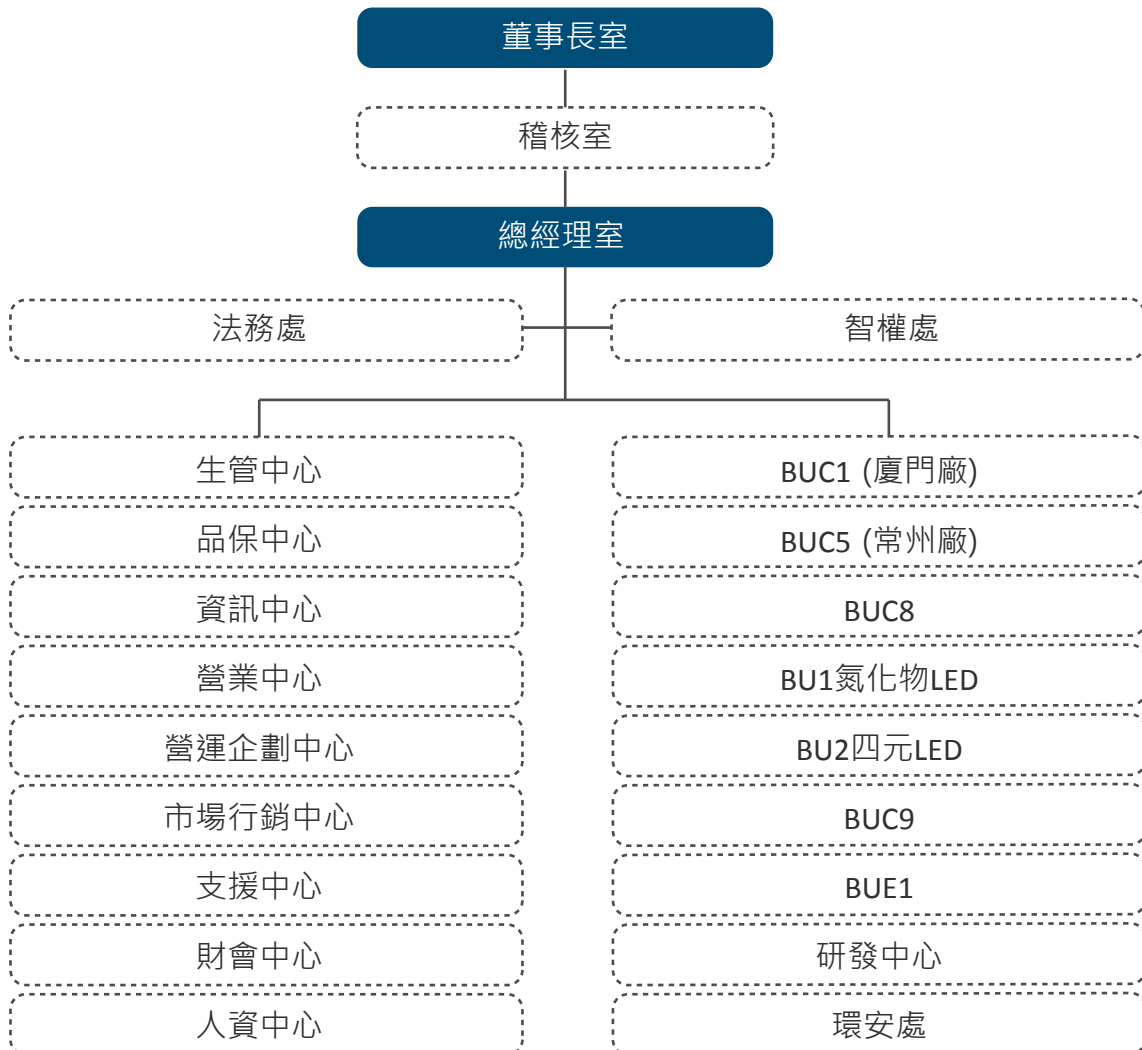 董事長室
稽核室
總經理室
法務處
智權處
生管中心
BUC1 (廈門廠)
品保中心
BUC5 (常州廠)
資訊中心
BUC8
營業中心
BU1氮化物LED
營運企劃中心
BU2四元LED
市場行銷中心
BUC9
支援中心
BUE1
財會中心
研發中心
人資中心
環安處